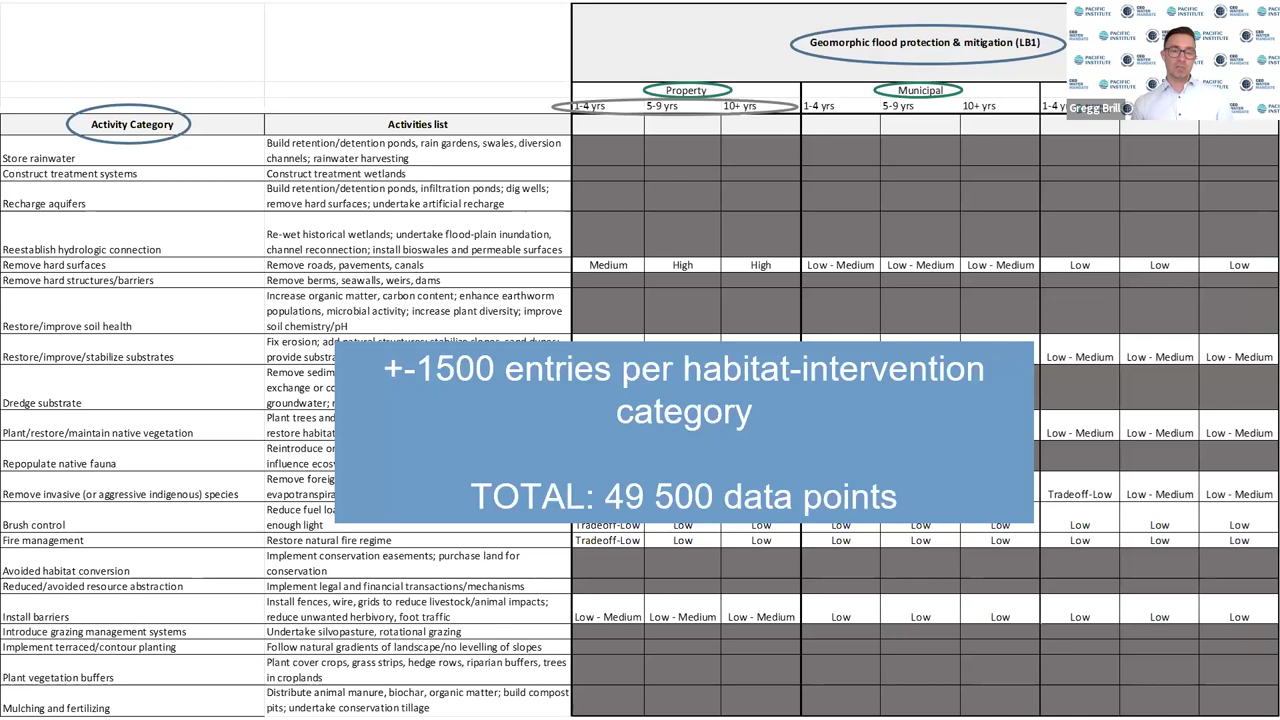 Geomorphic flood protection & mitigation (LB1)
Property Municipal
1-4 yrs 5-9 yrs 10+ yrs 1-4 yrs 5-9 yrs 10+ yrs 1-4 y
Activity Category Activities list
Build retention/detention ponds, rain gardens, swales, diversion
Store rainwater channels; rainwater harvesting
Construct treatment systems Construct treatment wetlands
Build retention/detention ponds, infiltration ponds; dig wells;
Recharge aquifers remove hard surfaces; undertake artificial recharge
Re-wet historical wetlands; undertake flood-plain inundation,
Reestablish hydrologic connection channel reconnection; install bioswales and permeable surfaces
Remove hard surfaces Remove roads, pavements, canals Medium High High Low - Medium Low - Medium Low - Medium Low Low Low
Remove hard structures/barriers Remove berms, seawalls, weirs, dams
Increase organic matter, carbon content; enhance earthworm
populations, microbial activity; increase plant diversity; improve
Restore/improve soil health soil chemistry/pH
Fix erosion;
Restore/improve/stabilize substrates provide Low - Medium Low - Medium Low - Medium
Remove
exchange or
Dredge substrate groundwater;
Plant trees and
Plant/restore/maintain native vegetation restore Low - Medium Low - Medium Low - Medium
Reintroduce
Repopulate native fauna influence
Remove
Remove invasive (or aggressive indigenous) species Tradeoff-Low Low - Medium Low - Medium
Reduce fuel
Brush control enough light Tradeoff-Low Low Low Low Low Low Low Low Low
Fire management Restore natural fire regime Tradeoff-Low Low Low Low Low Low Low Low Low
Implement conservation easements; purchase land for
Avoided habitat conversion conservation
Reduced/avoided resource abstraction Implement legal and financial transactions/mechanisms
Install fences, wire, grids to reduce livestock/animal impacts;
Install barriers reduce unwanted herbivory, foot traffic Low - Medium Low - Medium Low - Medium Low Low Low Low Low Low
Introduce grazing management systems Undertake silvopasture, rotational grazing
Implement terraced/contour planting Follow natural gradients of landscape/no levelling of slopes
Plant cover crops, grass strips, hedge rows, riparian buffers, trees
Plant vegetation buffers in croplands
Distribute animal manure, biochar, organic matter; build compost
Mulching and fertilizing pits; undertake conservation tillage
+-1500 entries per habitat-intervention
category
TOTAL: 49 500 data points
PACIFIC INSTITUTE
CEO WATER MANDATE
Gregg Brill